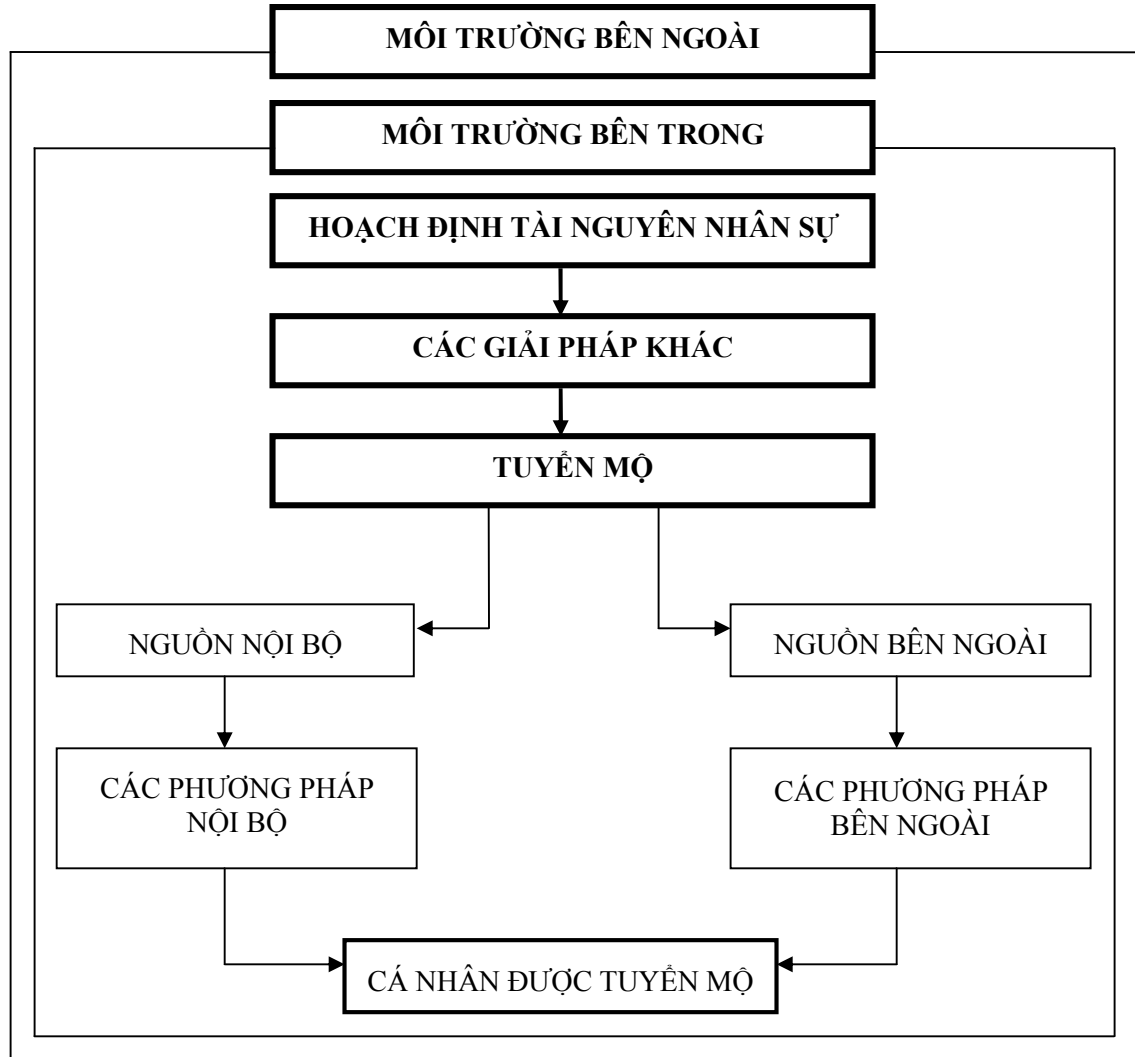 MÔI TRƯỜNG BÊN NGOÀI
MÔI TRƯỜNG BÊN TRONG
HOẠCH ĐỊNH TÀI NGUYÊN NHÂN SỰ
CÁC GIẢI PHÁP KHÁC
TUYỂN MỘ
NGUỒN NỘI BỘ
NGUỒN BÊN NGOÀI
CÁC PHƯƠNG PHÁP
NỘI BỘ
CÁC PHƯƠNG PHÁP
BÊN NGOÀI
CÁ NHÂN ĐƯỢC TUYỂN MỘ